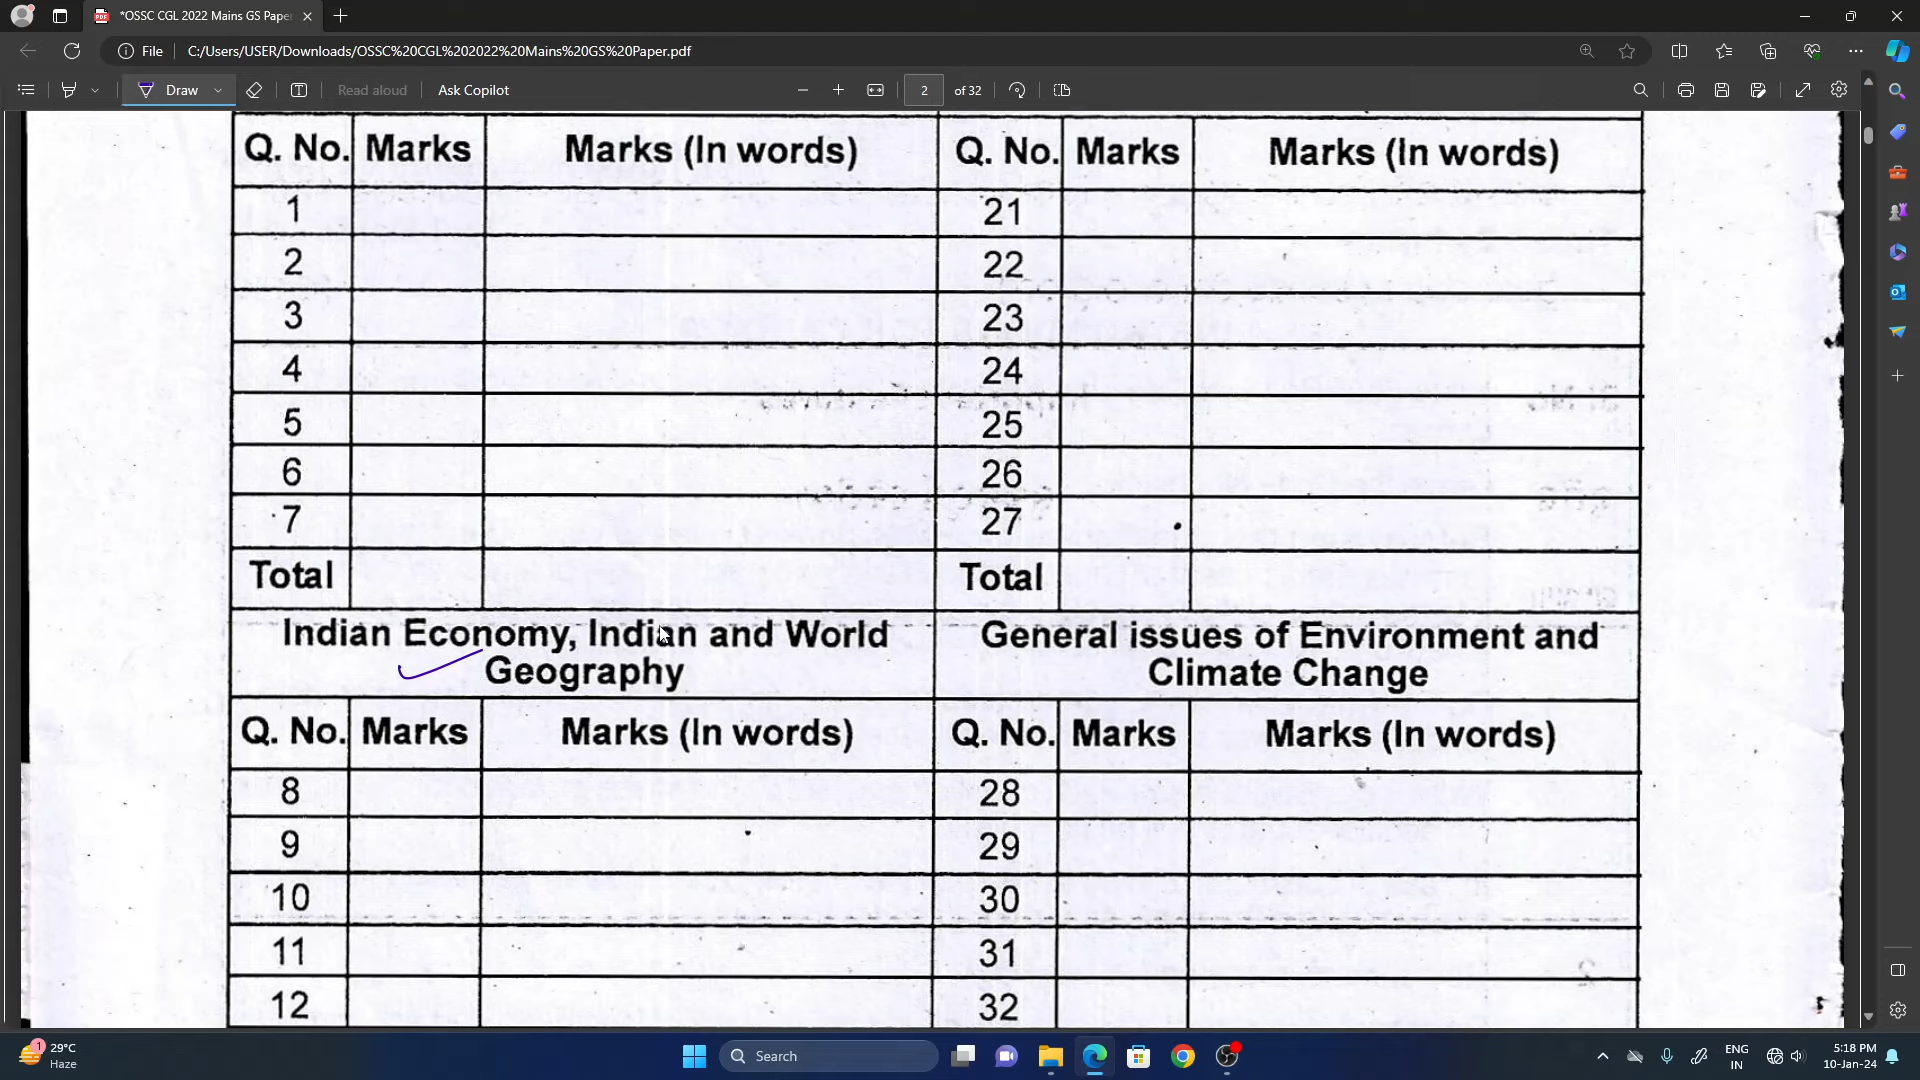 *OSSC CGL 2022 Mains GS Paper
File
C:/Users/USER/Downloads/OSSC%20CGL%202022%20Mains%20GS%20Paper.pdf
Draw
Read aloud
Ask Copilot
2
of 32
Q. No. Marks Marks (In words) Q. No. Marks Marks (In words)
1 21
2 22
3 23
4 24
5 25
6 26
7 27
Total Total
Indian Economy, Indian and World
Geography
General issues of Environment and
Climate Change
Q. No. Marks Marks (In words) Q. No. Marks Marks (In words)
8 28
9 29
10 30
11 31
12 32
1
29°C
Haze
Search
ENG
IN
5:18 PM
10-Jan-24